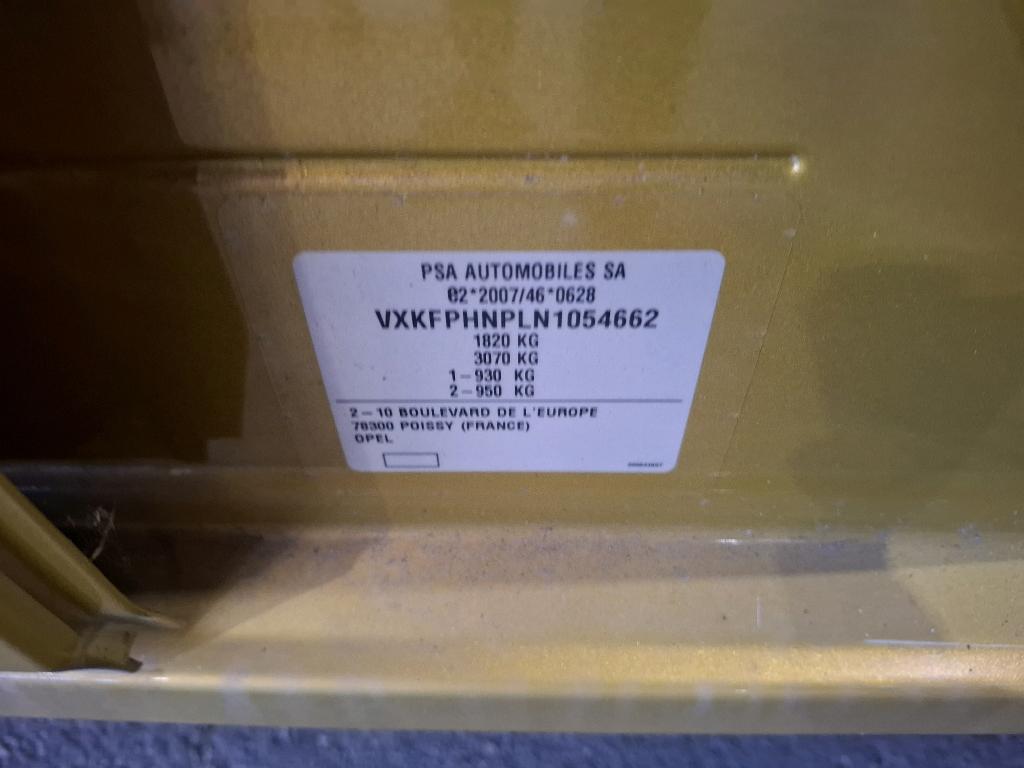 PSA AUTOMOBILES SA
e2*2007/46*0628
VXKFPHNPLN1054662
1820 KG
3070 KG
1-930 KG
2-950 KG
2-10 BOULEVARD DE L'EUROPE
78300 POISSY (FRANCE)
OPEL